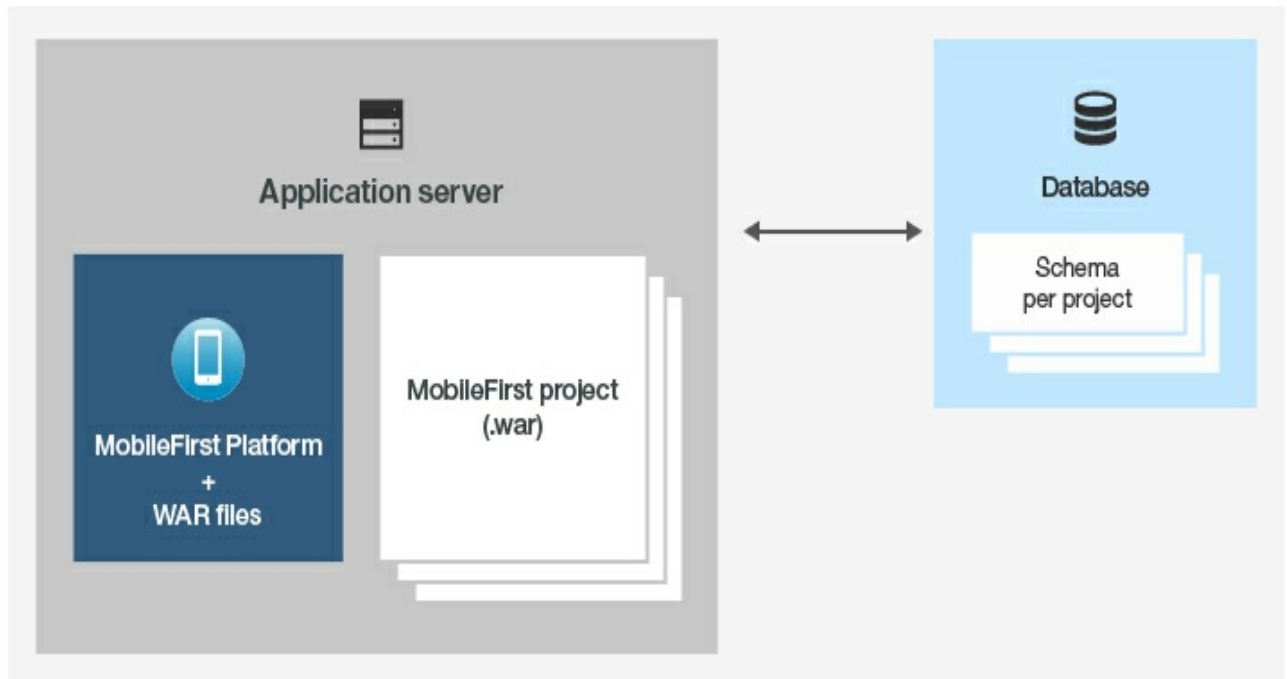 Application server
MobileFirst Platform
+
WAR files
MobileFirst project
(.war)
Database
Schema
per project